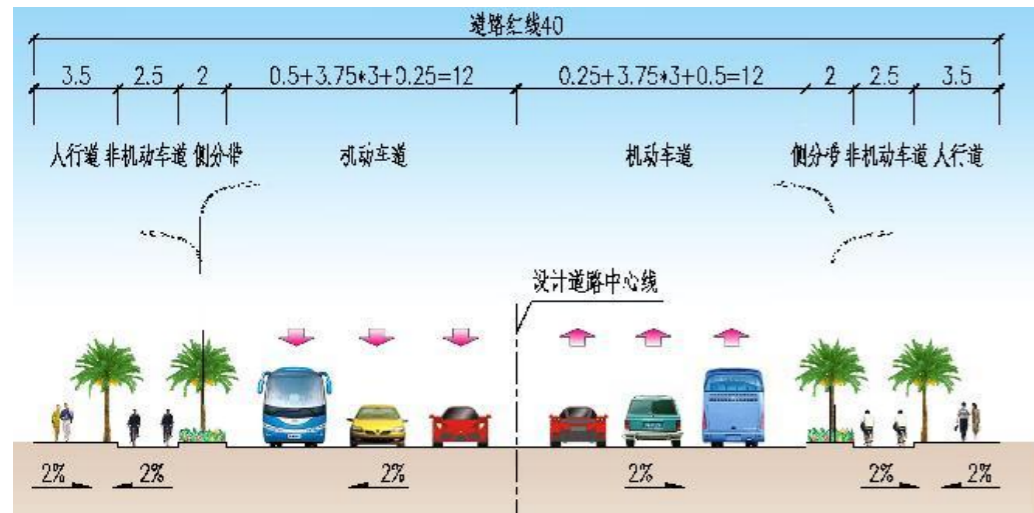 道路红线40
3.5 2.5 2 0.5+3.75*3+0.25=12 0.25+3.75*3+0.5=12 2 2.5 3.5
人行道 非机动车道 侧分带 机动车道 机动车道 侧分带 非机动车道 人行道
设计道路中心线
2% 2% 2% 2% 2% 2%